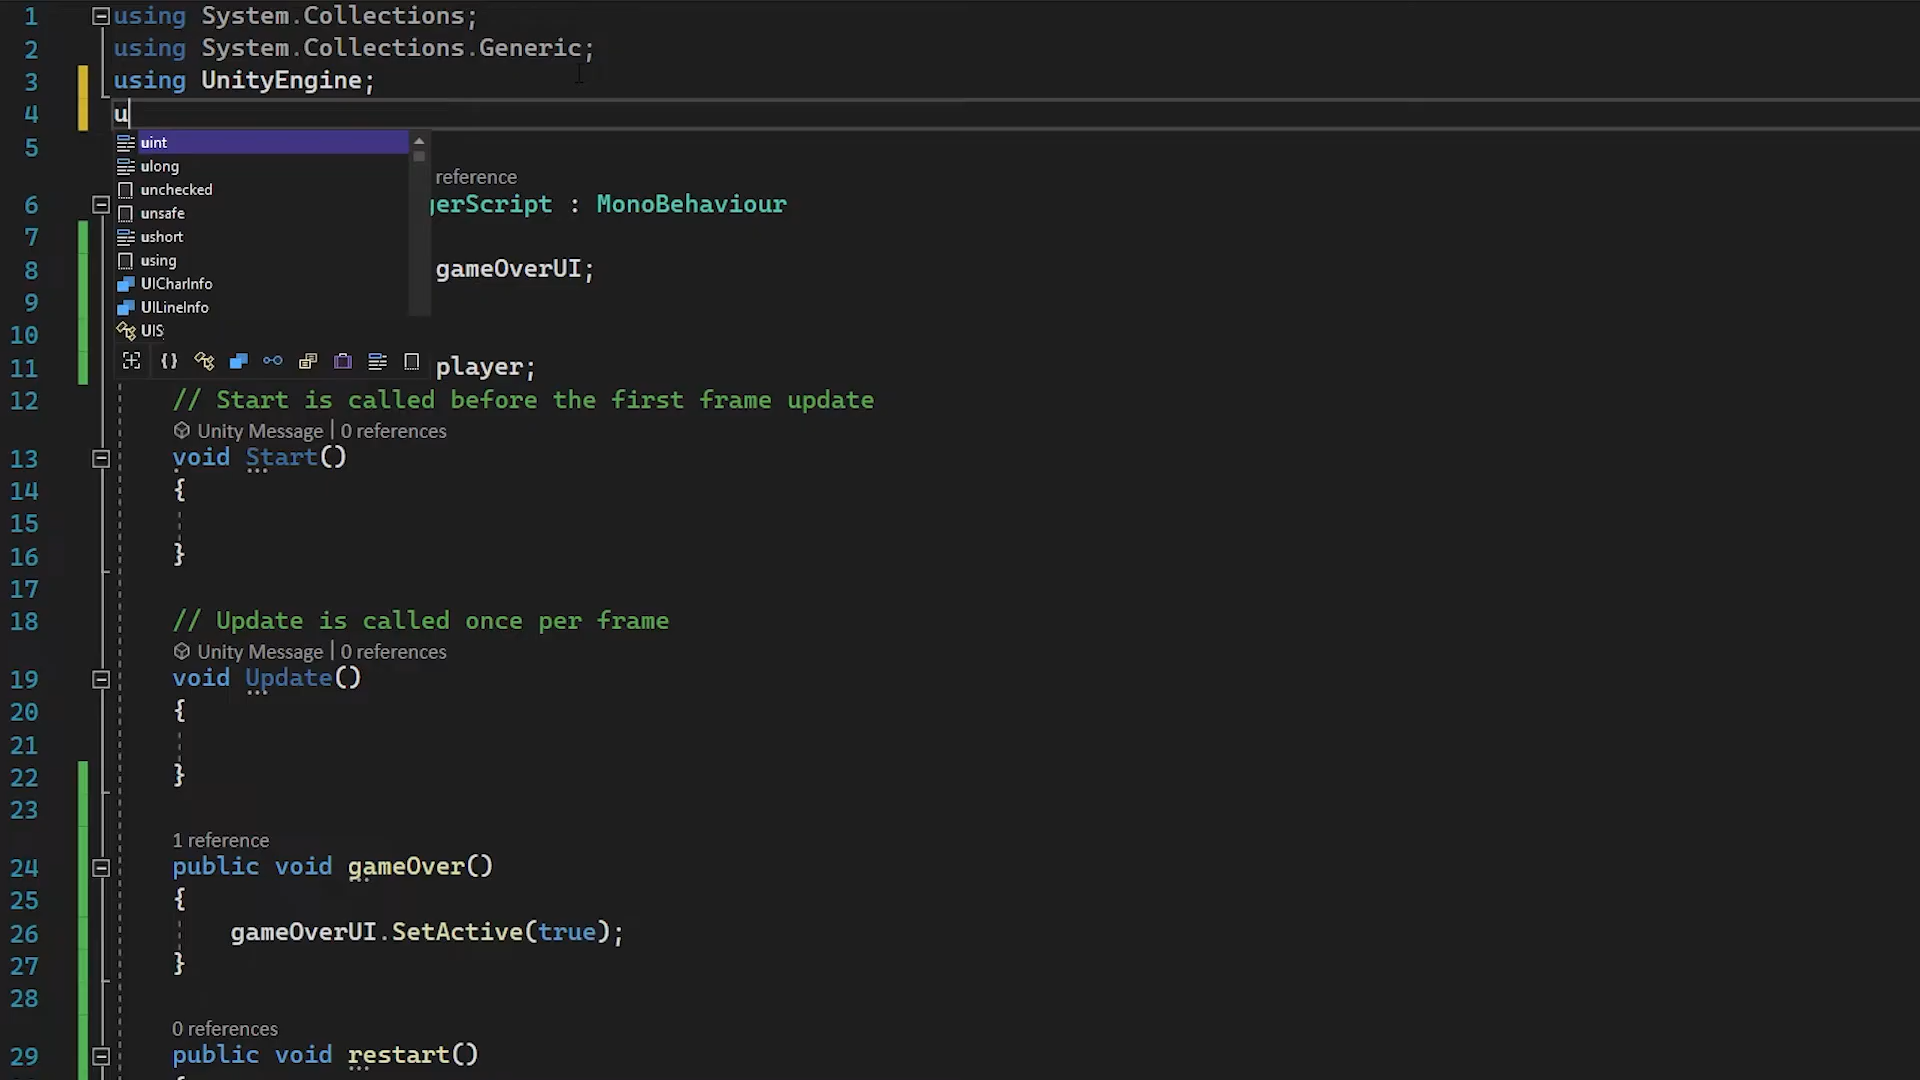 1 using System.Collections;
2 using System.Collections.Generic;
3 using UnityEngine;
4 u
uint
5
ulong
reference
unchecked
6 gerScript : MonoBehaviour
unsafe
7 ushort
using
8 gameOverUI;
UICharInfo
9 UILineInfo
10 UIS
11 {} player;
12 // Start is called before the first frame update
Unity Message | 0 references
13 void Start()
14 {
15
16 }
17
18 // Update is called once per frame
Unity Message | 0 references
19 void Update()
20 {
21
22 }
23
1 reference
24 public void gameOver()
25 {
26 gameOverUI.SetActive(true);
27 }
28
0 references
29 public void restart()